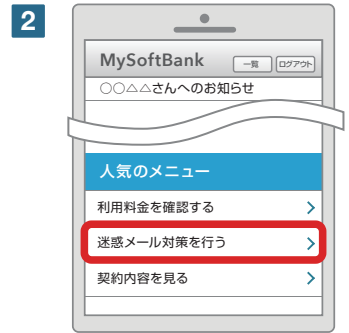 2
MySoftBank 一覧 ログアウト
○○△△さんへのお知らせ
人気のメニュー
利用料金を確認する
迷惑メール対策を行う
契約内容を見る